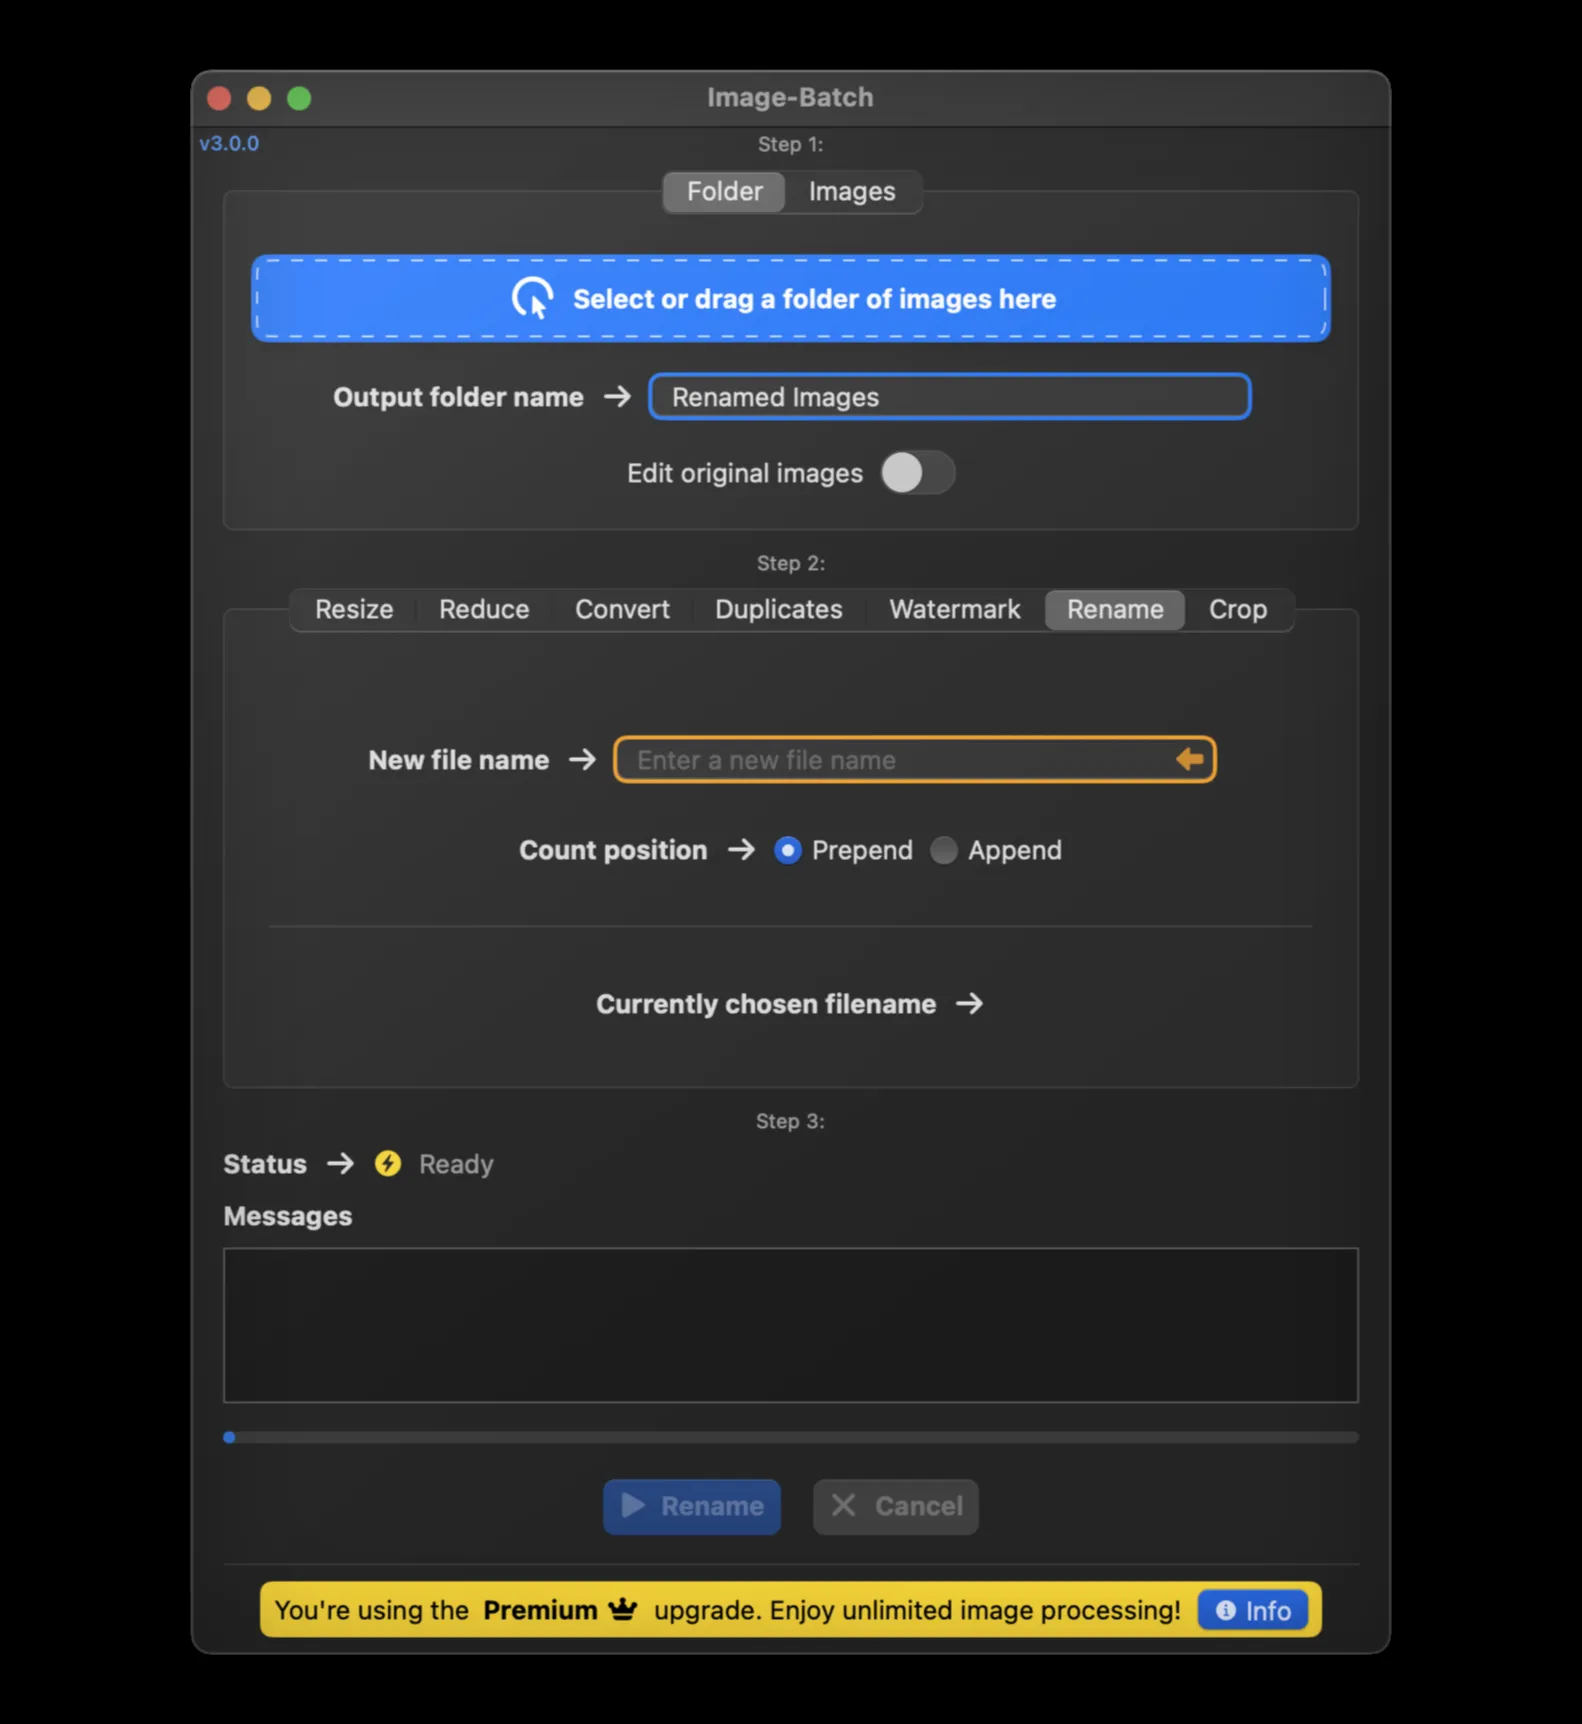 Image-Batch
v3.0.0
Step 1:
Folder Images
Select or drag a folder of images here
Output folder name → Renamed Images
Edit original images
Step 2:
Resize Reduce Convert Duplicates Watermark Rename Crop
New file name → Enter a new file name
Count position → Prepend Append
Currently chosen filename →
Step 3:
Status → Ready
Messages
Rename Cancel
You're using the Premium upgrade. Enjoy unlimited image processing! Info